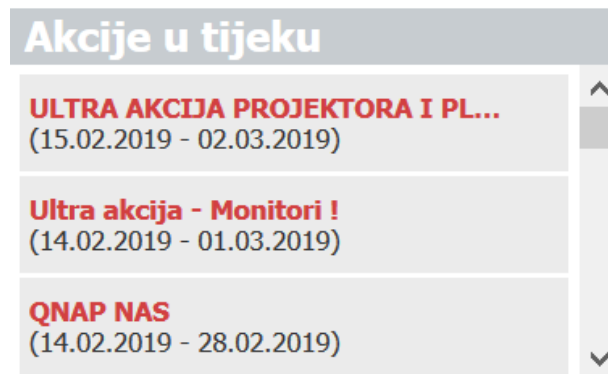 Akcije u tijeku
ULTRA AKCIJA PROJEKTORA I PL...
(15.02.2019 - 02.03.2019)
Ultra akcija - Monitori !
(14.02.2019 - 01.03.2019)
QNAP NAS
(14.02.2019 - 28.02.2019)